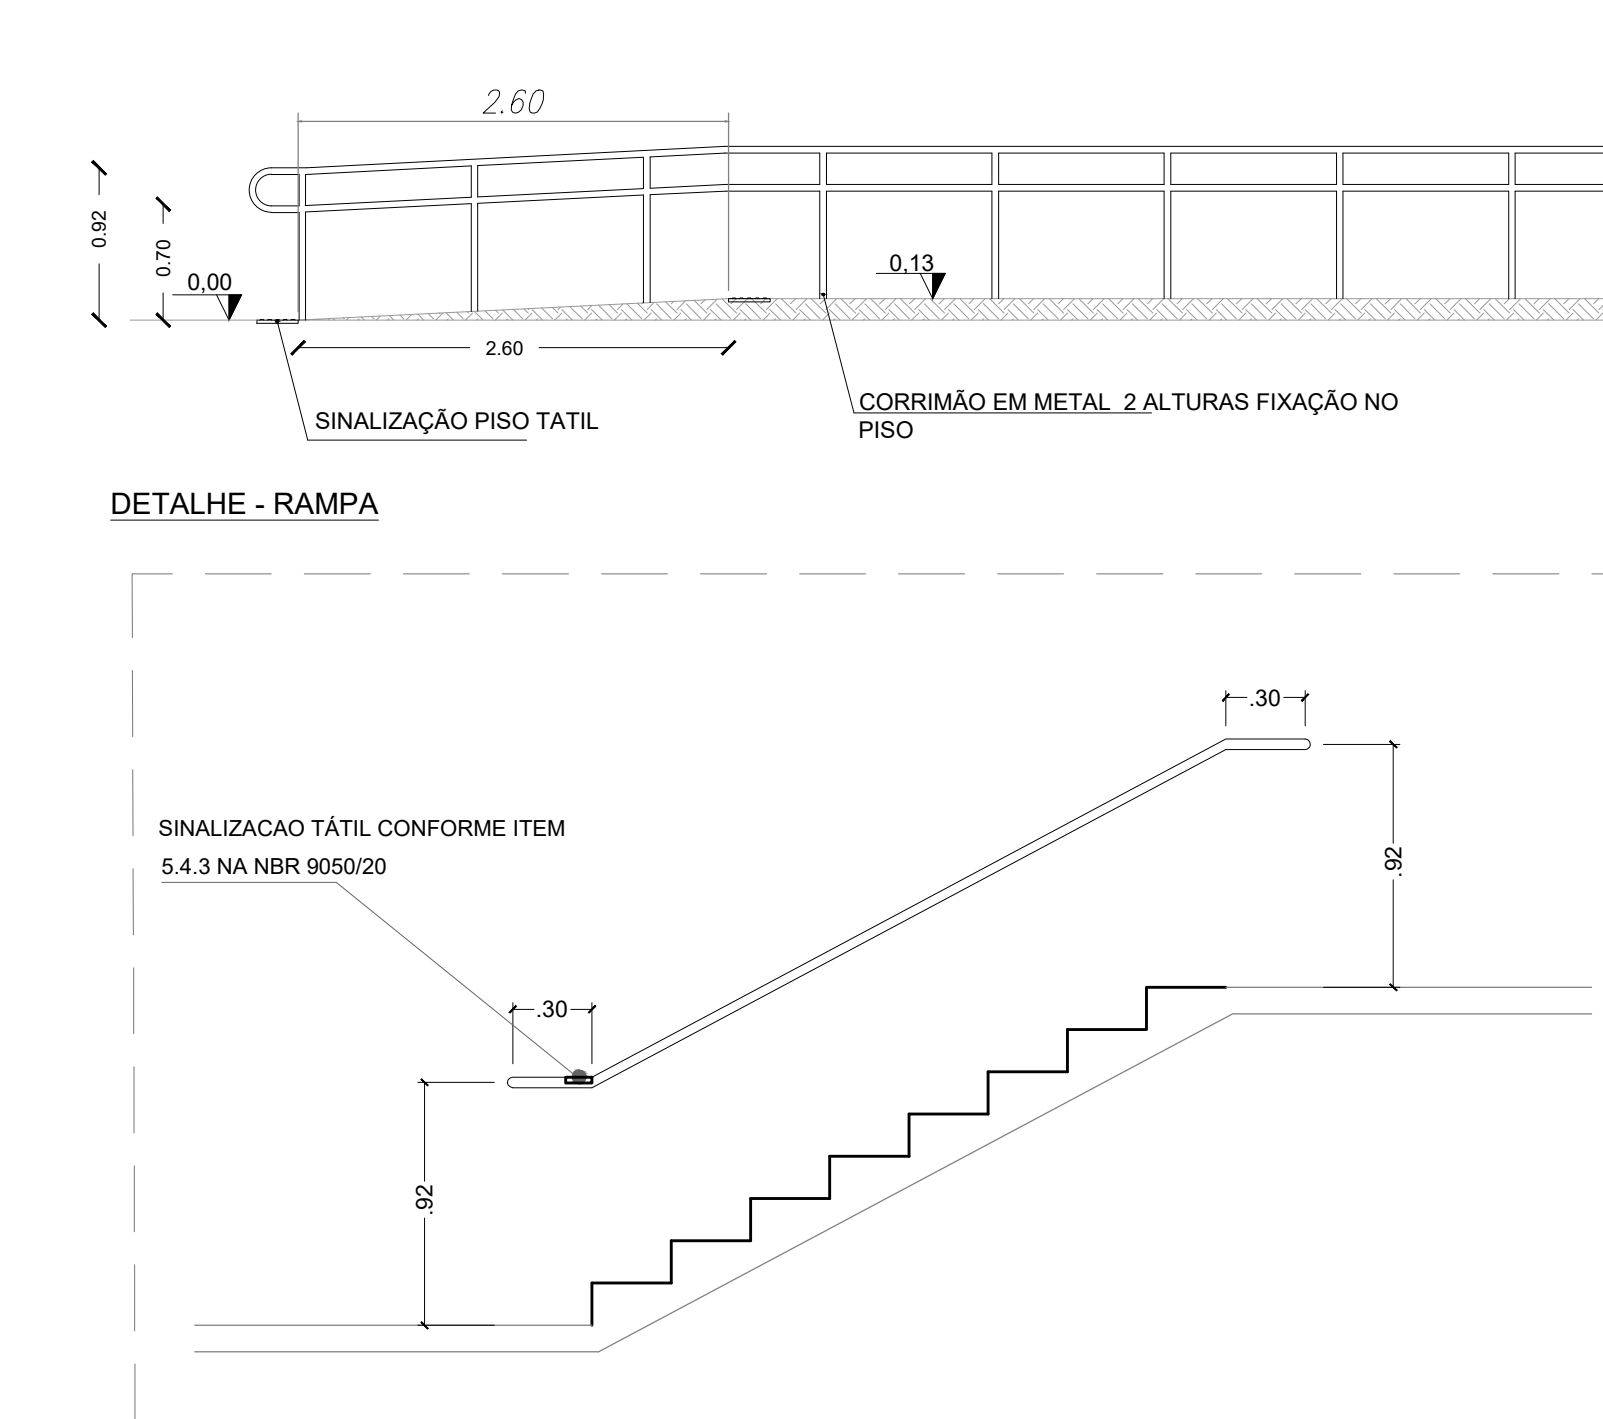 2.60
0.92
0.70
0,00
0,13
2.60
SINALIZAÇÃO PISO TATIL
CORRIMÃO EM METAL 2 ALTURAS FIXAÇÃO NO
PISO
DETALHE - RAMPA
.30
SINALIZACAO TÁTIL CONFORME ITEM
5.4.3 NA NBR 9050/20
.92
.30
.92